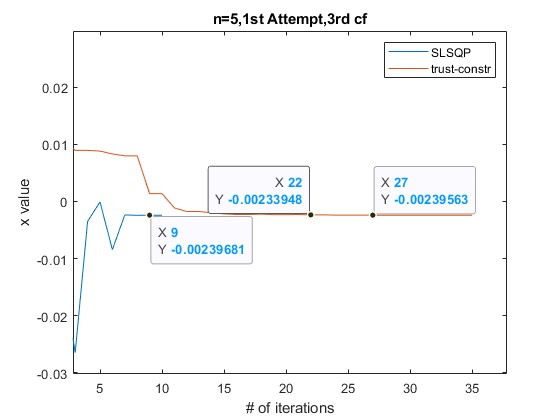 n=5,1st Attempt,3rd cf
SLSQP
trust-constr
0.02
0.01
0
-0.01
-0.02
-0.03
x value
X 22
Y -0.00233948
X 27
Y -0.00239563
X 9
Y -0.00239681
5 10 15 20 25 30 35
# of iterations